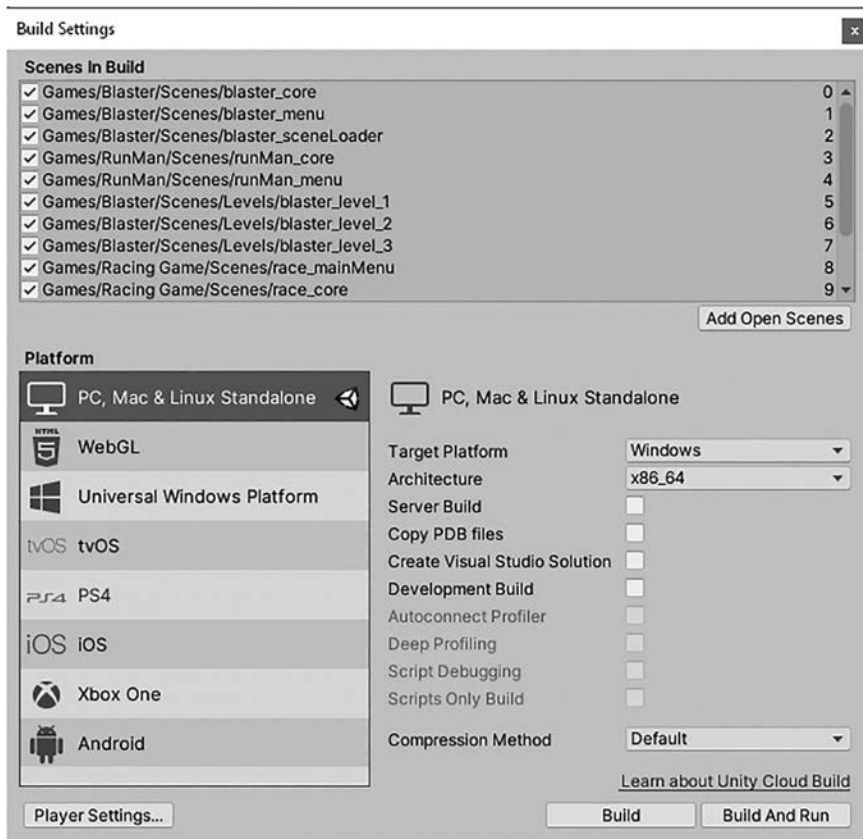 Build Settings
x
Scenes In Build
Games/Blaster/Scenes/blaster_core 0
Games/Blaster/Scenes/blaster_menu 1
Games/Blaster/Scenes/blaster_sceneLoader 2
Games/RunMan/Scenes/runMan_core 3
Games/RunMan/Scenes/runMan_menu 4
Games/Blaster/Scenes/Levels/blaster_level_1 5
Games/Blaster/Scenes/Levels/blaster_level_2 6
Games/Blaster/Scenes/Levels/blaster_level_3 7
Games/Racing Game/Scenes/race_mainMenu 8
Games/Racing Game/Scenes/race_core 9
Add Open Scenes
Platform
PC, Mac & Linux Standalone
HTML 5 WebGL
Universal Windows Platform
tvOS tvOS
PS4 PS4
iOS iOS
Xbox One
Android
PC, Mac & Linux Standalone
Target Platform Windows
Architecture x86_64
Server Build
Copy PDB files
Create Visual Studio Solution
Development Build
Autoconnect Profiler
Deep Profiling
Script Debugging
Scripts Only Build
Compression Method Default
Learn about Unity Cloud Build
Player Settings... Build Build And Run